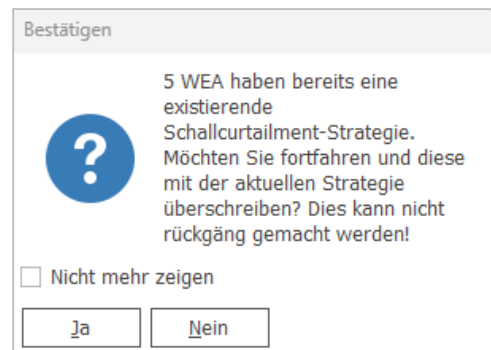 Bestätigen
5 WEA haben bereits eine
existierende
Schallcurtailment-Strategie.
Möchten Sie fortfahren und diese
mit der aktuellen Strategie
überschreiben? Dies kann nicht
rückgäng gemacht werden!
Nicht mehr zeigen
Ja
Nein